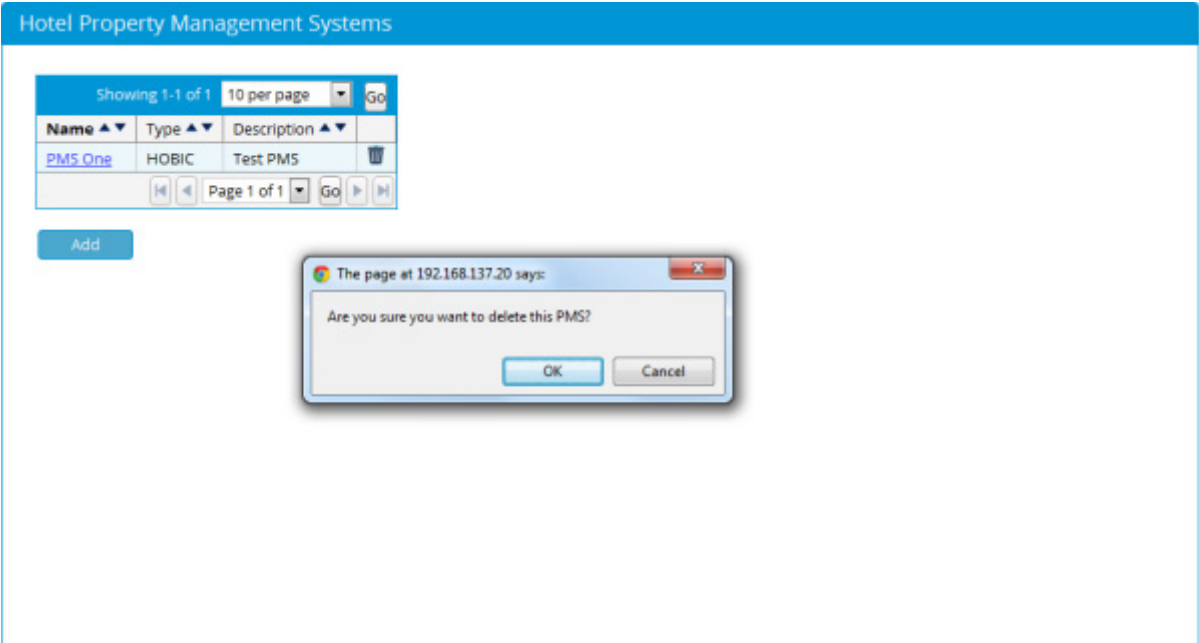 Hotel Property Management Systems
Showing 1-1 of 1 10 per page Go
Name Type Description
PMS One HOBIC Test PMS
Page 1 of 1 Go
Add
The page at 192.168.137.20 says:
Are you sure you want to delete this PMS?
OK Cancel